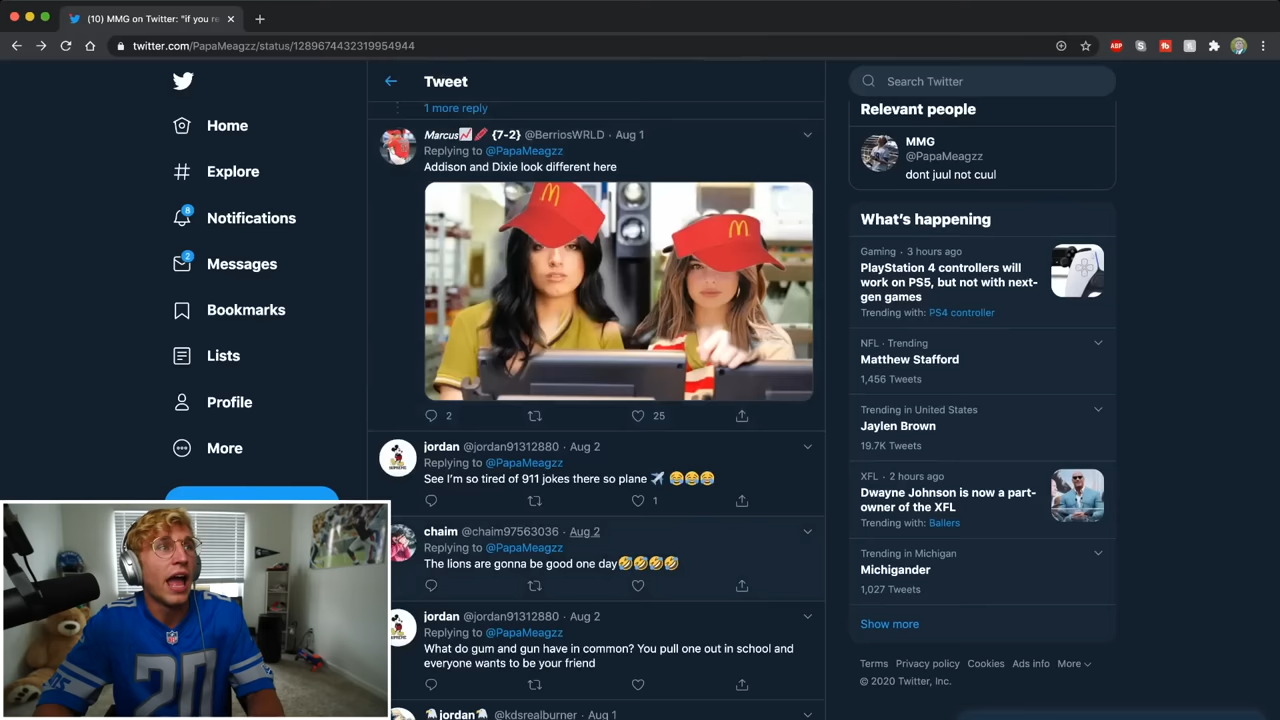 (10) MMG on Twitter: "if you re
twitter.com/PapaMeagzz/status/1289674432319954944
ABP
Home
Explore
8
Notifications
2
Messages
Bookmarks
Lists
Profile
More
Tweet
1 more reply
Marcus📈🖍️ {7-2} @BerriosWRLD · Aug 1
Replying to @PapaMeagzz
Addison and Dixie look different here
2
25
jordan @jordan91312880 · Aug 2
Replying to @PapaMeagzz
See I'm so tired of 911 jokes there so plane ✈️ 😂😂😂
1
chaim @chaim97563036 · Aug 2
Replying to @PapaMeagzz
The lions are gonna be good one day🤣🤣🤣🤣
jordan @jordan91312880 · Aug 2
Replying to @PapaMeagzz
What do gum and gun have in common? You pull one out in school and
everyone wants to be your friend
jordan @kdsrealburner · Aug 1
Search Twitter
Relevant people
MMG
@PapaMeagzz
dont juul not cuul
What's happening
Gaming · 3 hours ago
PlayStation 4 controllers will
work on PS5, but not with next-
gen games
Trending with: PS4 controller
NFL · Trending
Matthew Stafford
1,456 Tweets
Trending in United States
Jaylen Brown
19.7K Tweets
XFL · 2 hours ago
Dwayne Johnson is now a part-
owner of the XFL
Trending with: Ballers
Trending in Michigan
Michigander
1,027 Tweets
Show more
Terms Privacy policy Cookies Ads info More
© 2020 Twitter, Inc.
20